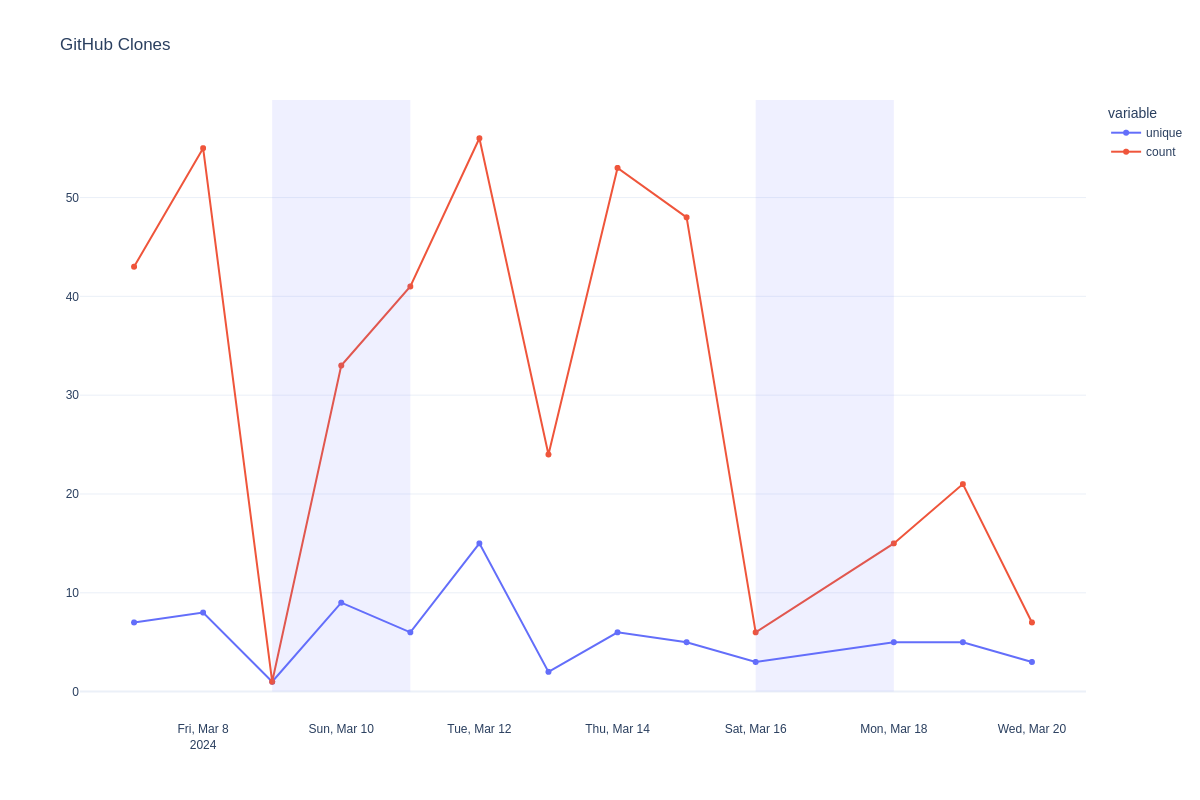 GitHub Clones
variable
unique
count
50
40
30
20
10
0
Fri, Mar 8
2024
Sun, Mar 10
Tue, Mar 12
Thu, Mar 14
Sat, Mar 16
Mon, Mar 18
Wed, Mar 20